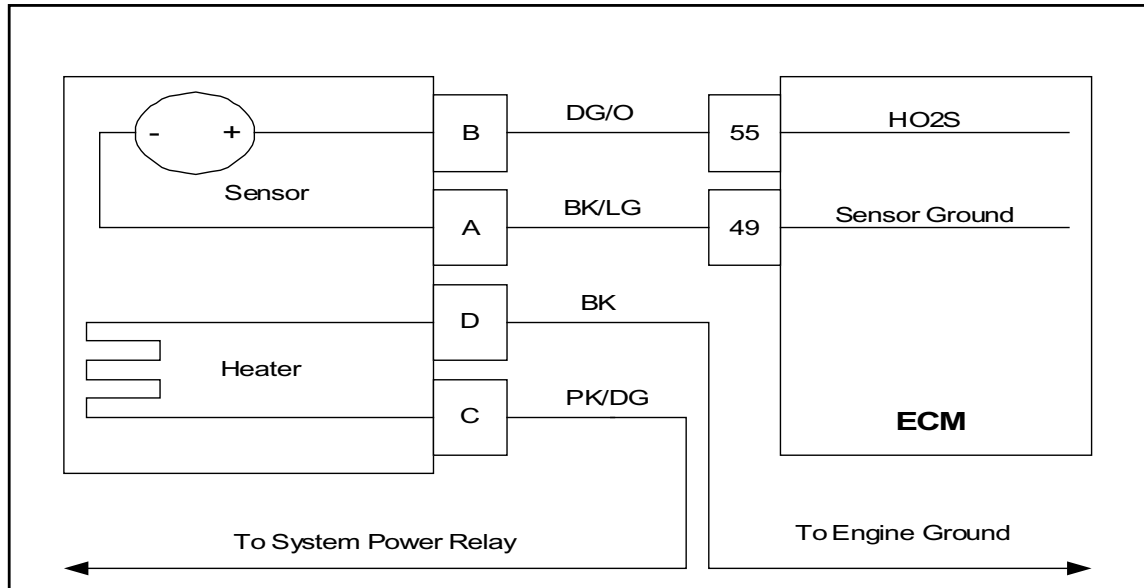 - +
B
DG/O
55
HO2S
Sensor
A
BK/LG
49
Sensor Ground
D
BK
Heater
C
PK/DG
ECM
To System Power Relay
To Engine Ground